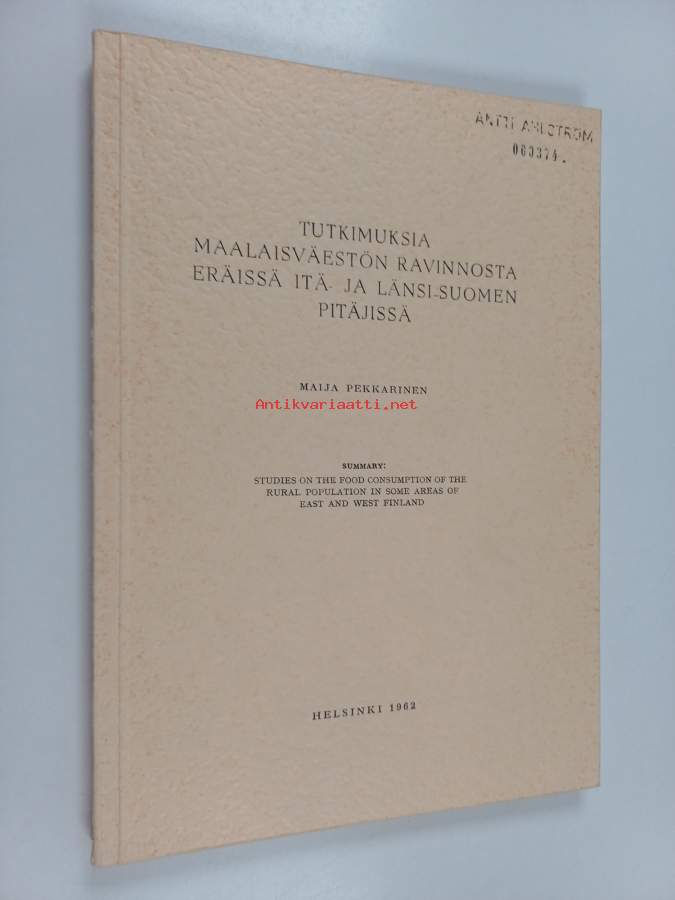 ANTTI AHLSTRÖM
060374.
TUTKIMUKSIA
MAALAISVÄESTÖN RAVINNOSTA
ERÄISSÄ ITÄ- JA LÄNSI-SUOMEN
PITÄJISSÄ
MAIJA PEKKARINEN
Antikvariaatti.net
SUMMARY:
STUDIES ON THE FOOD CONSUMPTION OF THE
RURAL POPULATION IN SOME AREAS OF
EAST AND WEST FINLAND
HELSINKI 1962